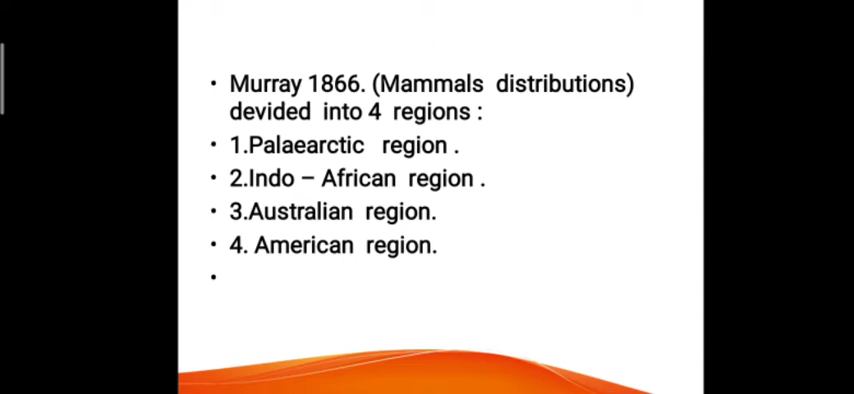 • Murray 1866. (Mammals distributions)
devided into 4 regions :
• 1.Palaearctic region .
• 2.Indo – African region .
• 3.Australian region.
• 4. American region.
•